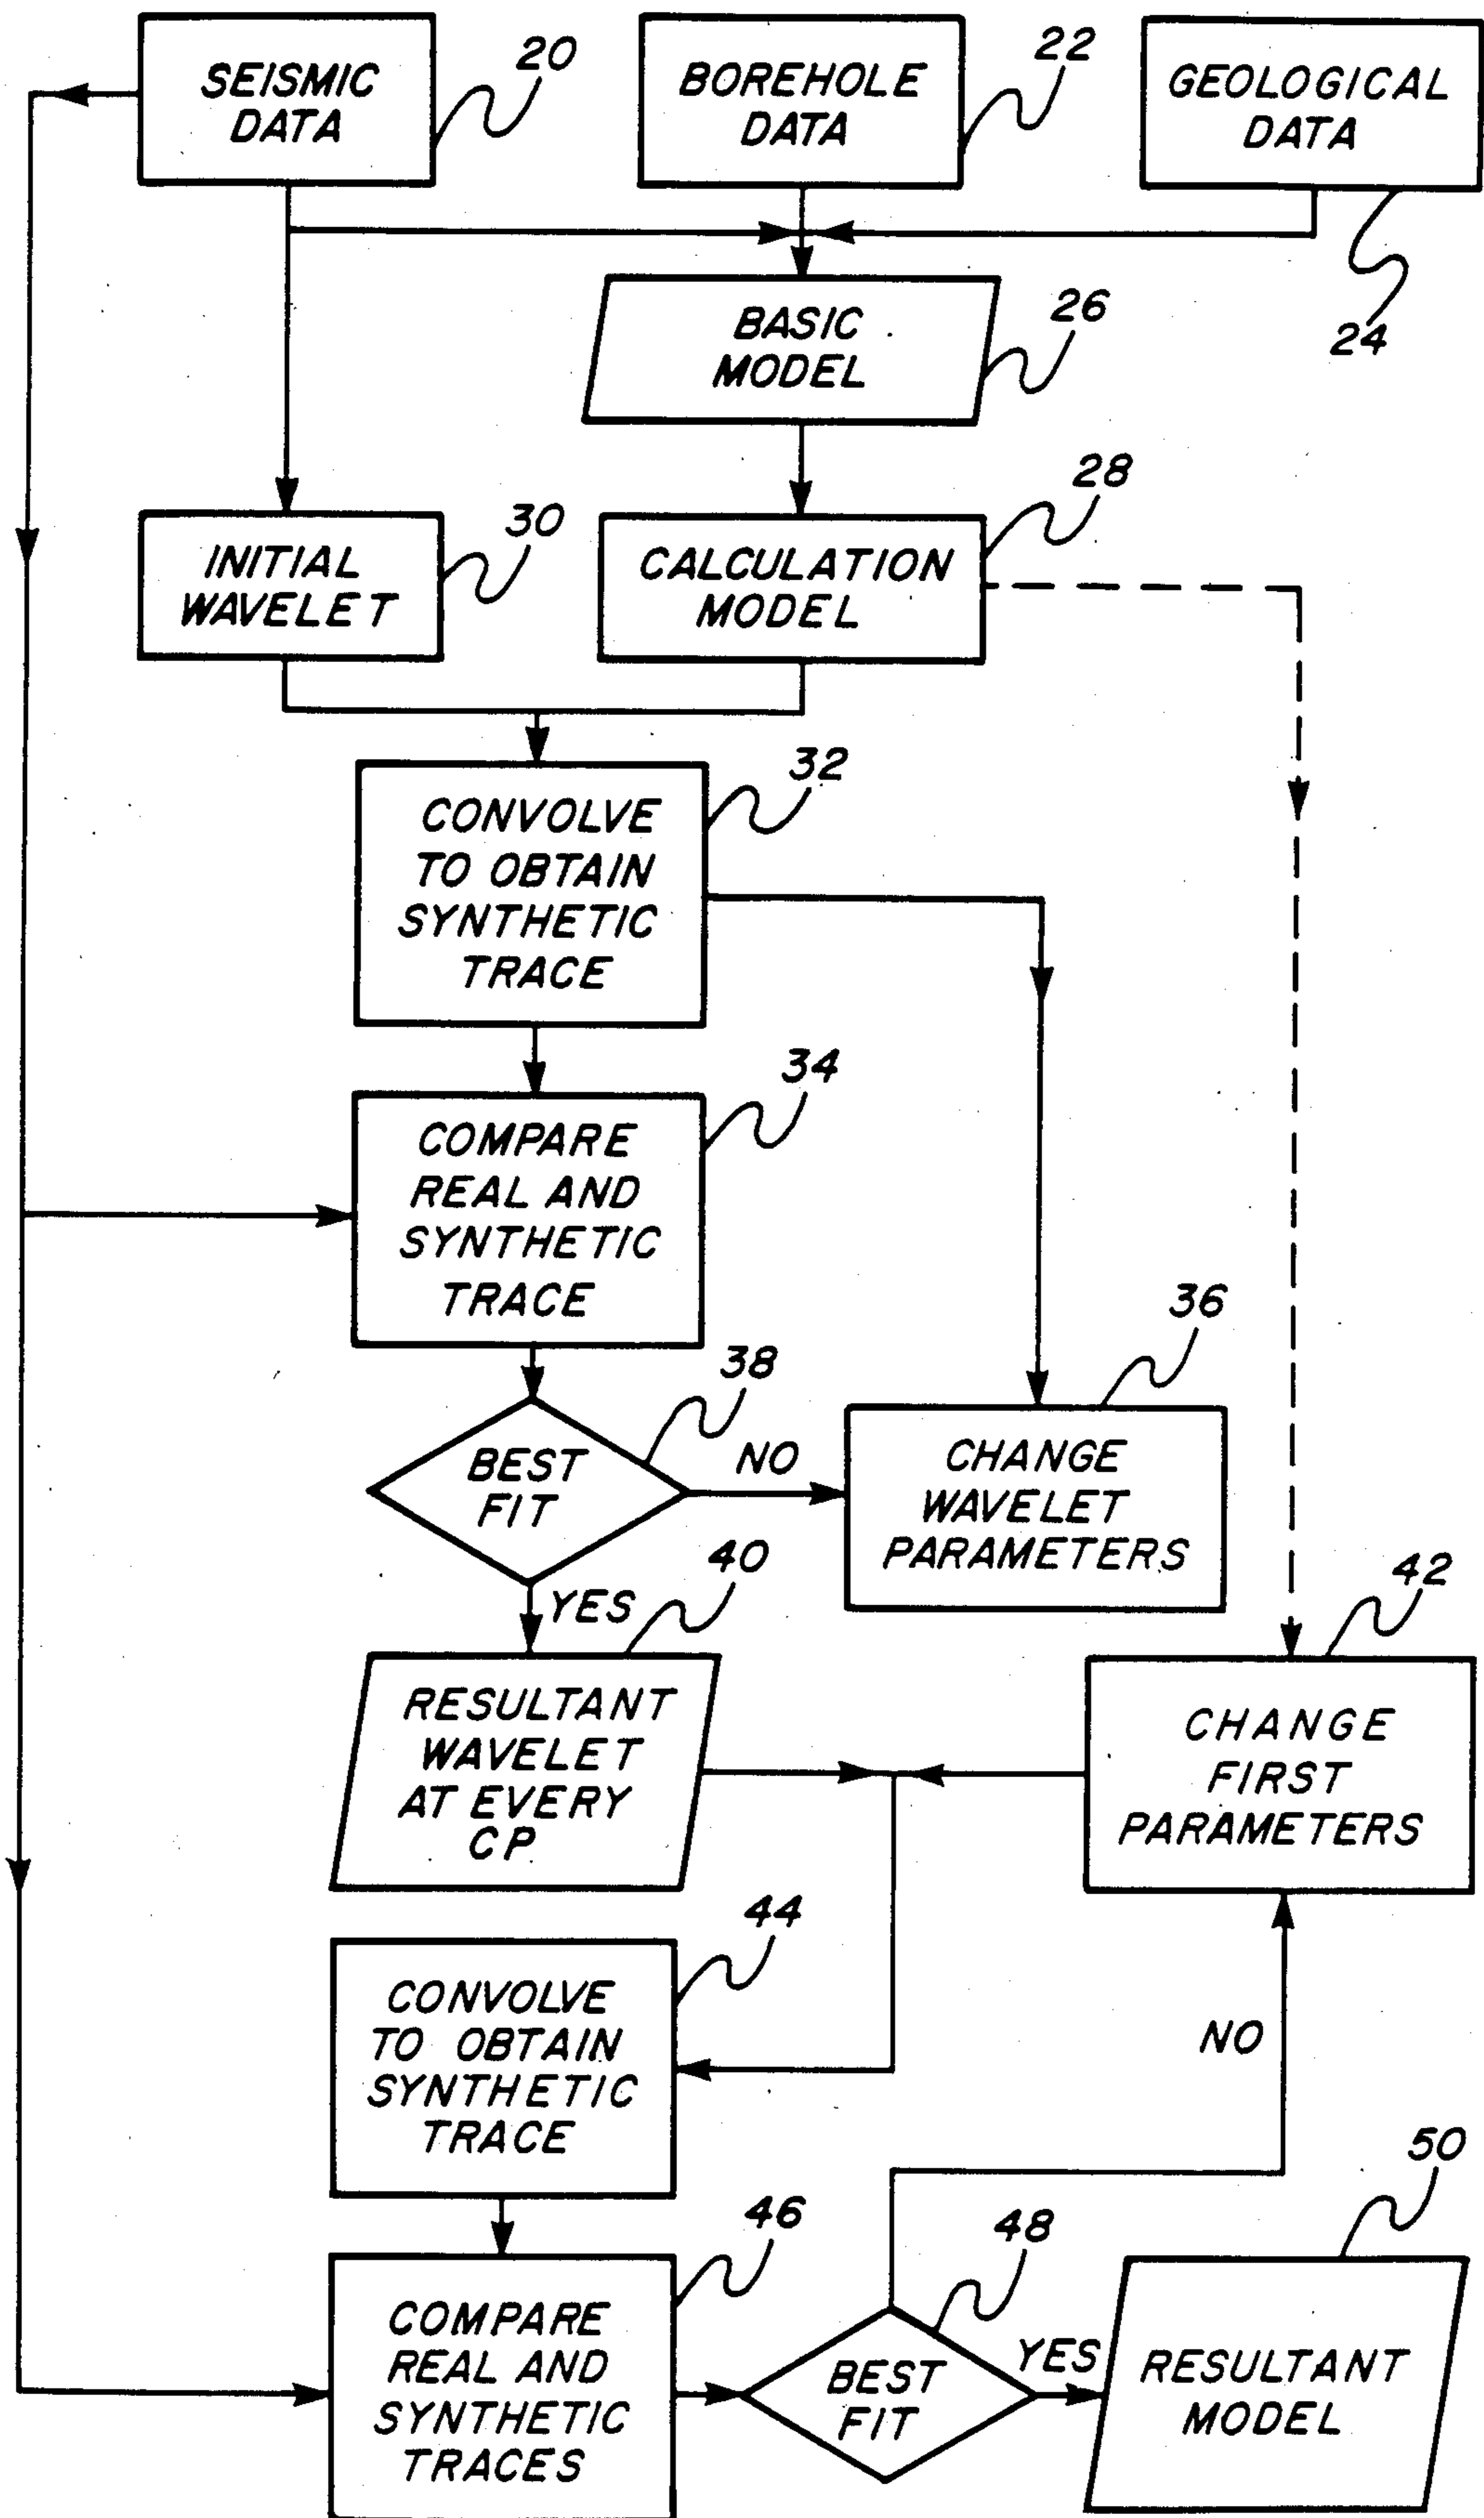 SEISMIC
DATA
20
BOREHOLE
DATA
22
GEOLOGICAL
DATA
24
BASIC
MODEL
26
INITIAL
WAVELET
30
CALCULATION
MODEL
28
CONVOLVE
TO OBTAIN
SYNTHETIC
TRACE
32
COMPARE
REAL AND
SYNTHETIC
TRACE
34
BEST
FIT
38
NO
CHANGE
WAVELET
PARAMETERS
36
YES
40
RESULTANT
WAVELET
AT EVERY
CP
CHANGE
FIRST
PARAMETERS
42
CONVOLVE
TO OBTAIN
SYNTHETIC
TRACE
44
NO
COMPARE
REAL AND
SYNTHETIC
TRACES
46
BEST
FIT
48
YES
RESULTANT
MODEL
50